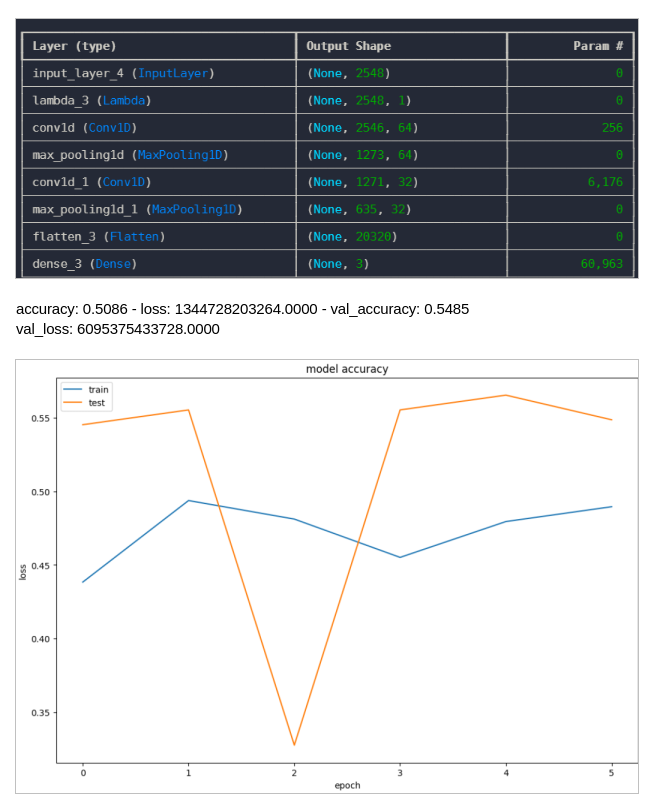 Layer (type) Output Shape Param #
input_layer_4 (InputLayer) (None, 2548) 0
lambda_3 (Lambda) (None, 2548, 1) 0
conv1d (Conv1D) (None, 2546, 64) 256
max_pooling1d (MaxPooling1D) (None, 1273, 64) 0
conv1d_1 (Conv1D) (None, 1271, 32) 6,176
max_pooling1d_1 (MaxPooling1D) (None, 635, 32) 0
flatten_3 (Flatten) (None, 20320) 0
dense_3 (Dense) (None, 3) 60,963
accuracy: 0.5086 - loss: 1344728203264.0000 - val_accuracy: 0.5485
val_loss: 6095375433728.0000
model accuracy
train
test
0.55
0.50
0.45
0.40
0.35
loss
0 1 2 3 4 5
epoch